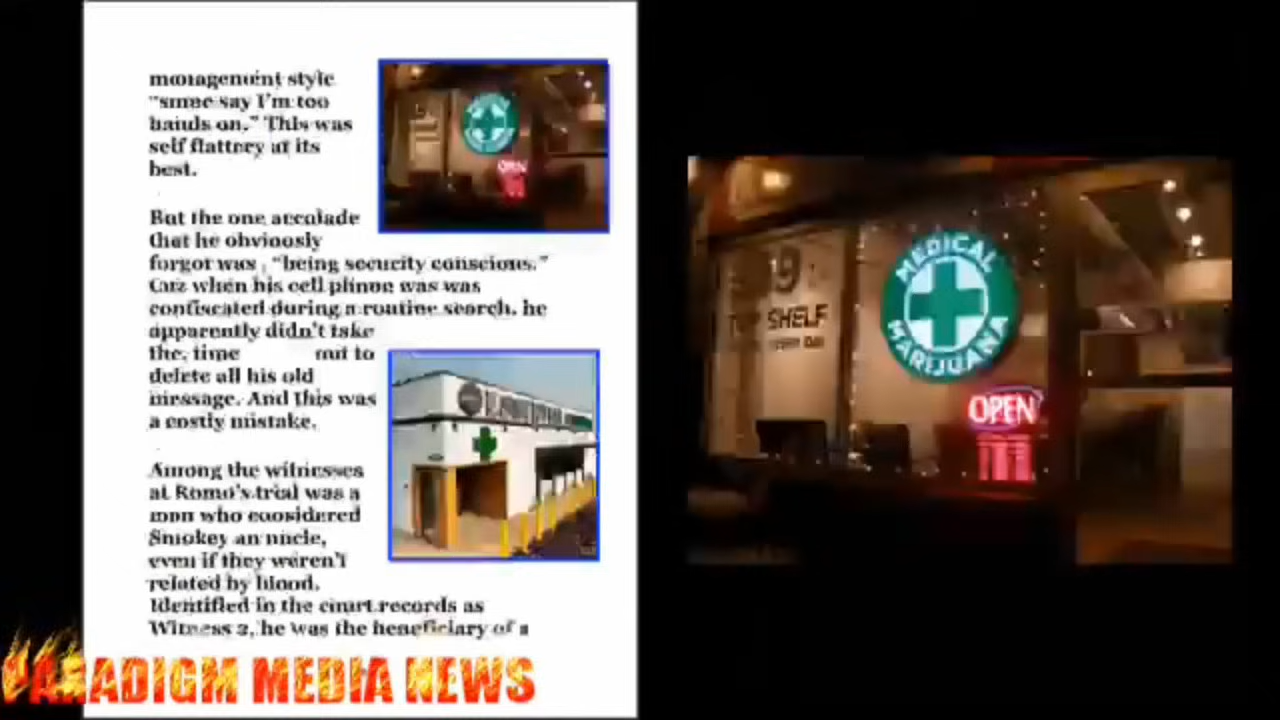 management style
"some say I'm too
hands on." This was
self flattery at its
best.
But the one accolade
that he obviously
forgot was, "being security conscious."
Cuz when his cell phone was was
confiscated during a routine search, he
apparently didn't take
the, time out to
delete all his old
message. And this was
a costly mistake.
Among the witnesses
at Romo's trial was a
man who considered
Smokey an uncle,
even if they weren't
related by blood.
Identified in the court records as
Witness 2, he was the beneficiary of a
PARADIGM MEDIA NEWS
MEDICAL
MARIJUANA
TOP SHELF
EVERY DAY
OPEN